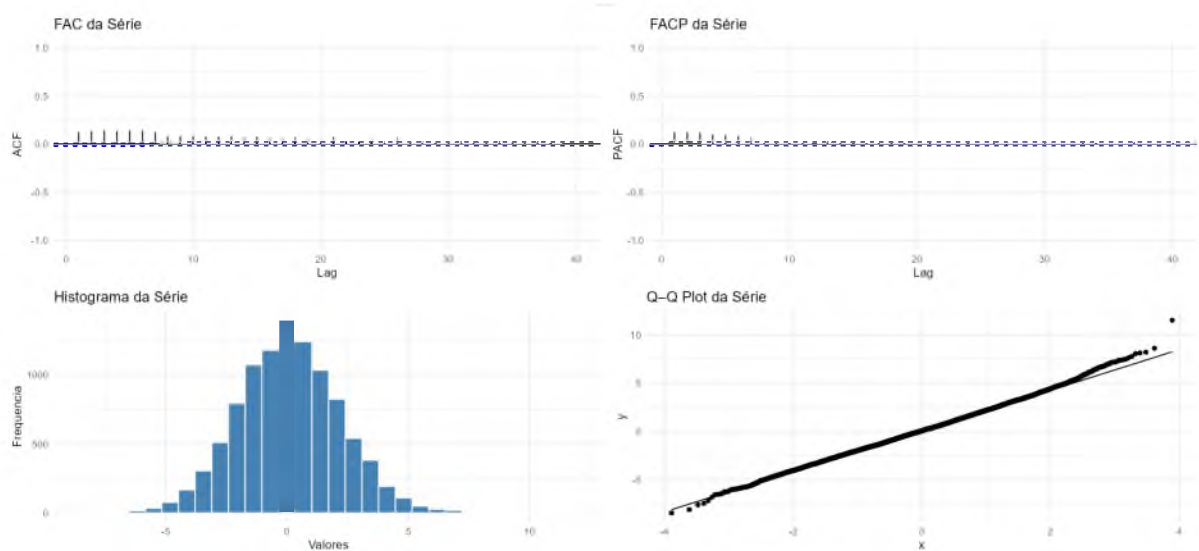 FAC da Série
1.0
0.5
0.0
-0.5
-1.0
ACF
0 10 20 30 40
Lag
FACP da Série
1.0
0.5
0.0
-0.5
-1.0
PACF
0 10 20 30 40
Lag
Histograma da Série
1000
500
0
Frequencia
-5 0 5 10
Valores
Q–Q Plot da Série
10
5
0
-5
y
-4 -2 0 2 4
x